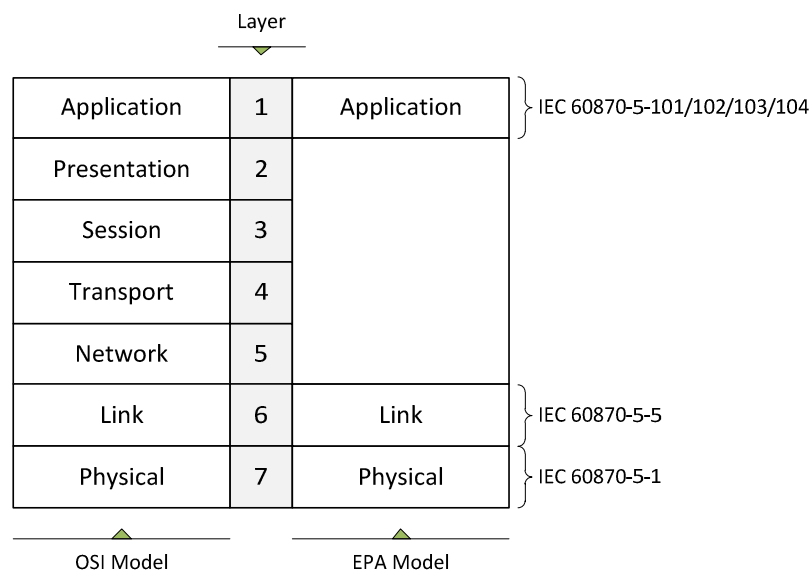 Layer
Application 1 Application IEC 60870-5-101/102/103/104
Presentation 2
Session 3
Transport 4
Network 5
Link 6 Link IEC 60870-5-5
Physical 7 Physical IEC 60870-5-1
OSI Model EPA Model